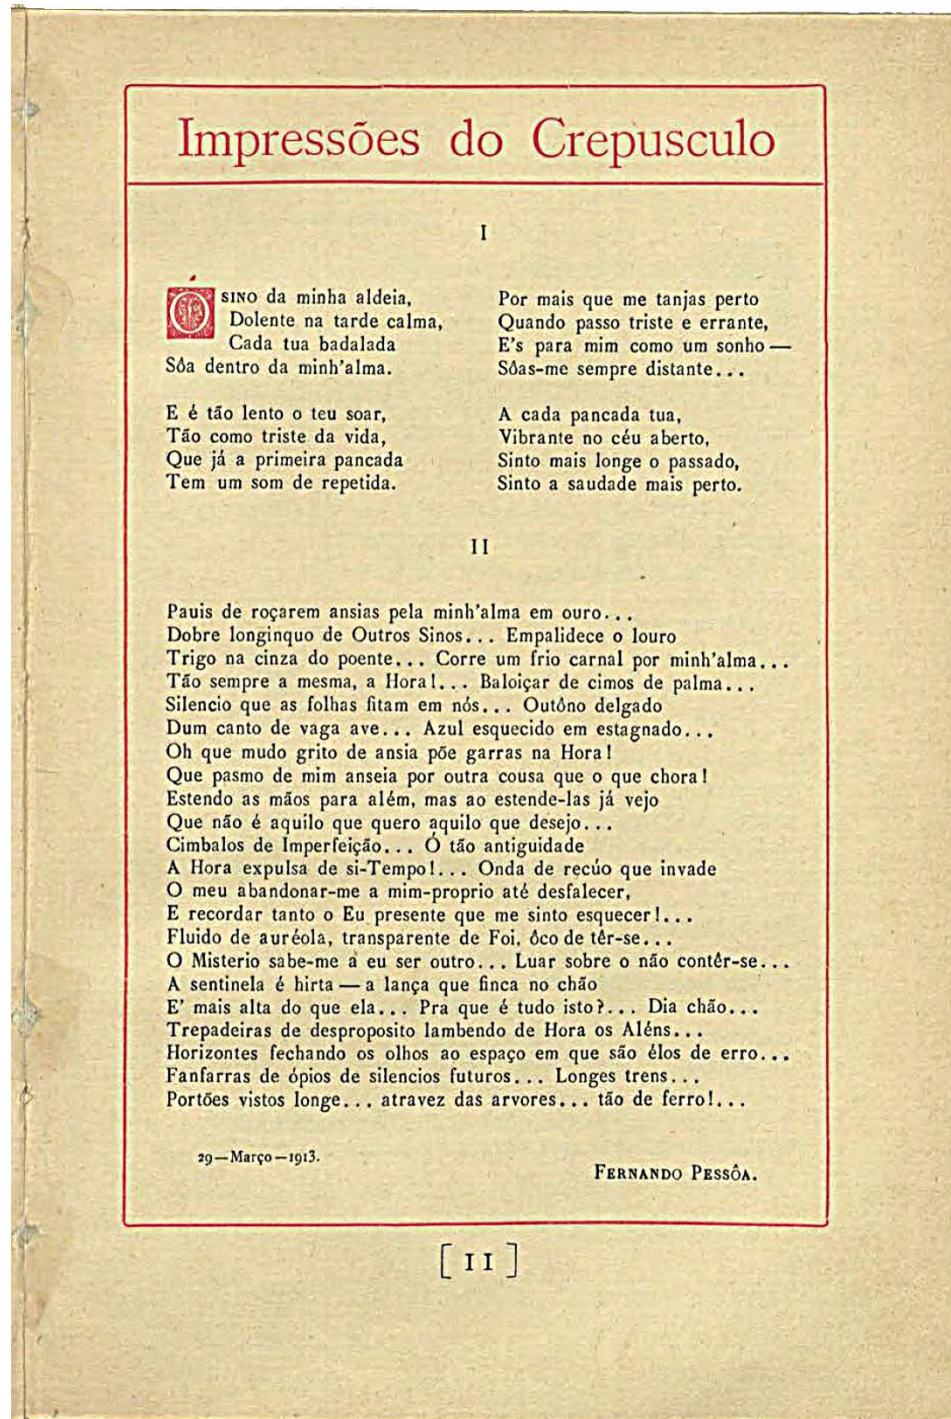 Impressões do Crepusculo
I
Ó SINO da minha aldeia,
Dolente na tarde calma,
Cada tua badalada
Sôa dentro da minh'alma.
E é tão lento o teu soar,
Tão como triste da vida,
Que já a primeira pancada
Tem um som de repetida.
Por mais que me tanjas perto
Quando passo triste e errante,
E's para mim como um sonho —
Sôas-me sempre distante...
A cada pancada tua,
Vibrante no céu aberto,
Sinto mais longe o passado,
Sinto a saudade mais perto.
II
Pauis de roçarem ansias pela minh'alma em ouro...
Dobre longinquo de Outros Sinos... Empalidece o louro
Trigo na cinza do poente... Corre um frio carnal por minh'alma...
Tão sempre a mesma, a Hora!... Baloiçar de cimos de palma...
Silencio que as folhas fitam em nós... Outôno delgado
Dum canto de vaga ave... Azul esquecido em estagnado...
Oh que mudo grito de ansia põe garras na Hora!
Que pasmo de mim anseia por outra cousa que o que chora!
Estendo as mãos para além, mas ao estende-las já vejo
Que não é aquilo que quero aquilo que desejo...
Cimbalos de Imperfeição... Ó tão antiguidade
A Hora expulsa de si-Tempo!... Onda de recúo que invade
O meu abandonar-me a mim-proprio até desfalecer,
E recordar tanto o Eu presente que me sinto esquecer!...
Fluido de auréola, transparente de Foi, ôco de têr-se...
O Misterio sabe-me a eu ser outro... Luar sobre o não contêr-se...
A sentinela é hirta — a lança que finca no chão
E' mais alta do que ela... Pra que é tudo isto?... Dia chão...
Trepadeiras de desproposito lambendo de Hora os Aléns...
Horizontes fechando os olhos ao espaço em que são élos de erro...
Fanfarras de ópios de silencios futuros... Longes trens...
Portões vistos longe... atravez das arvores... tão de ferro!...
29—Março—1913.
FERNANDO PESSÔA.
[ 11 ]